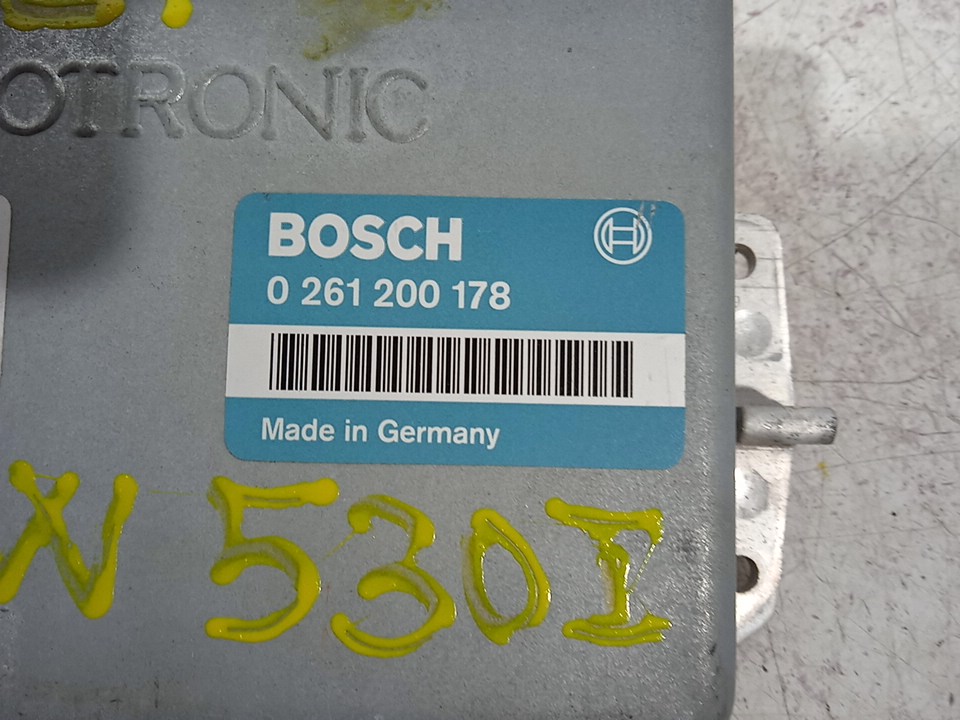 OTRONIC
BOSCH
0 261 200 178
Made in Germany
W 530I